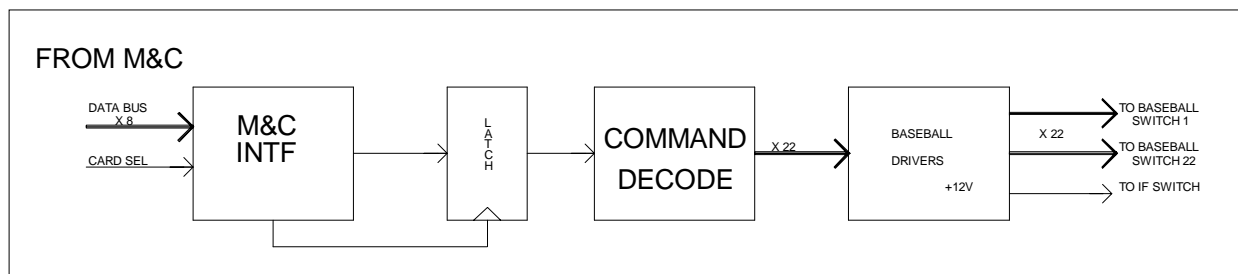 FROM M&C
DATA BUS
X 8
CARD SEL
M&C
INTF
LATCH
COMMAND
DECODE
X 22
BASEBALL
DRIVERS
+12V
TO BASEBALL
SWITCH 1
X 22
TO BASEBALL
SWITCH 22
TO IF SWITCH